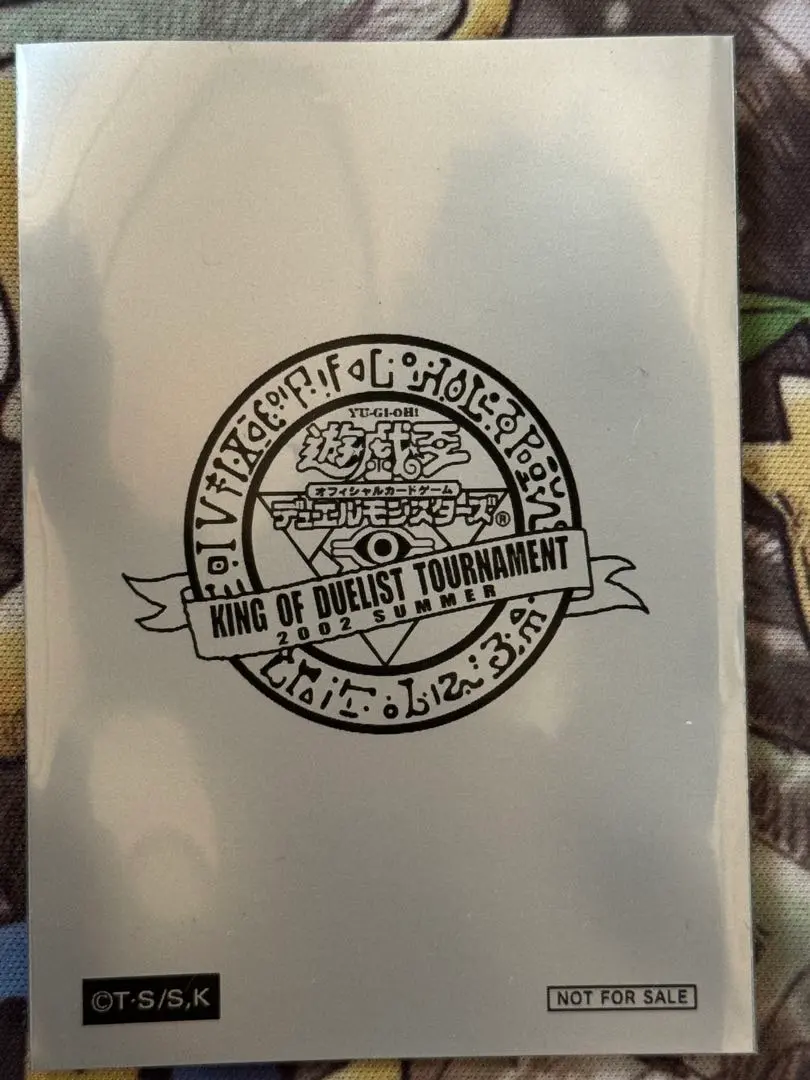 YU-GI-OH!
遊戯王
オフィシャルカードゲーム
デュエルモンスターズ®
KING OF DUELIST TOURNAMENT
2002 SUMMER
©T·S/S,K
NOT FOR SALE